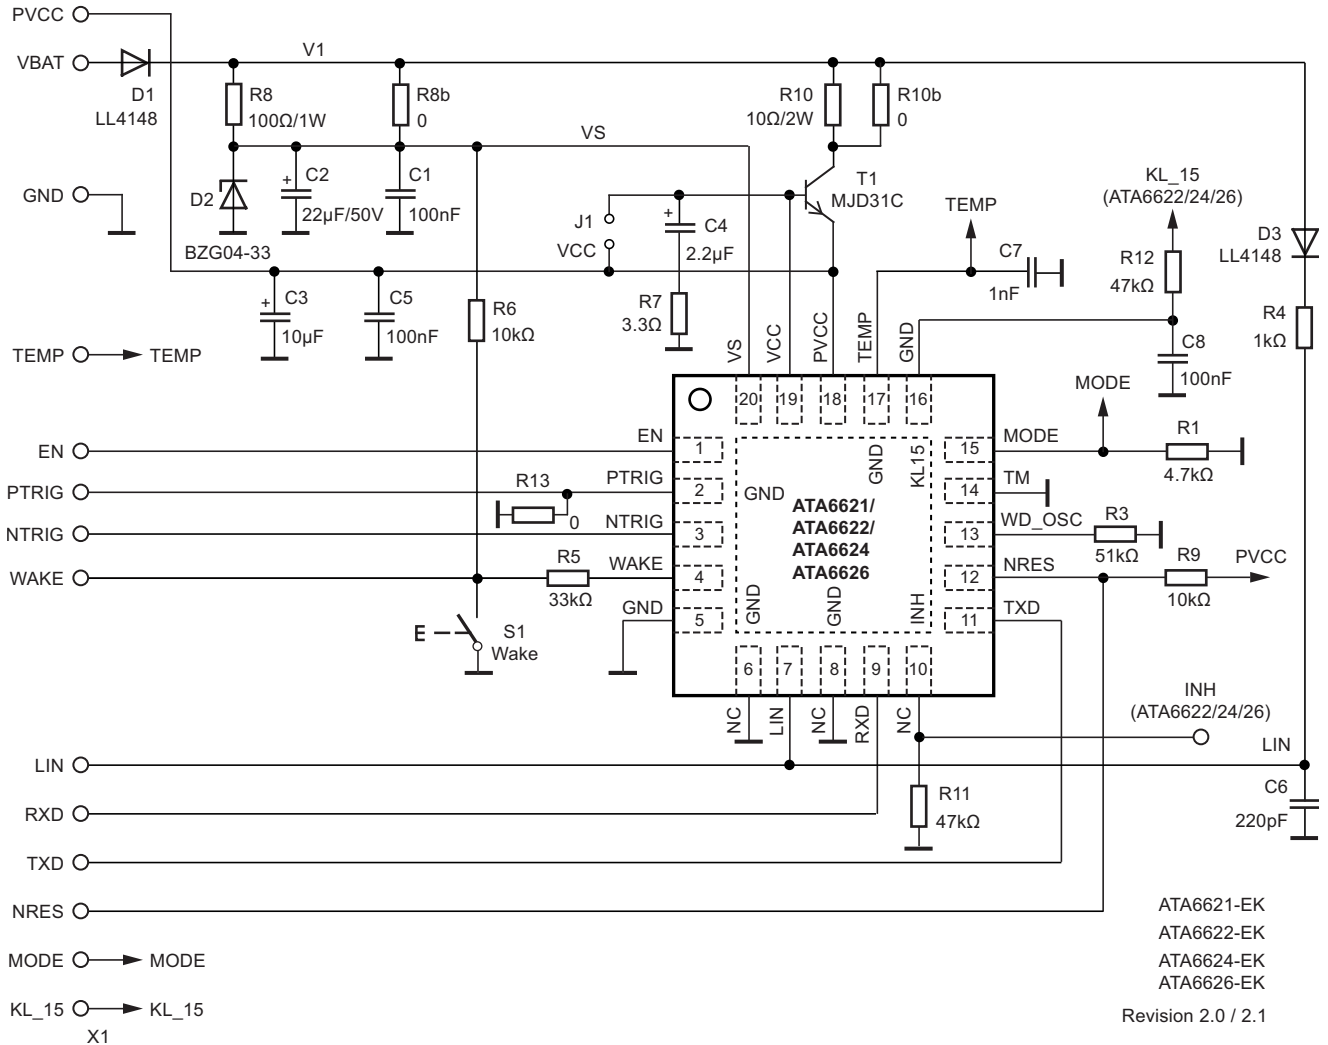 PVCC
VBAT
D1
LL4148
V1
R8
100Ω/1W
R8b
0
VS
R10
10Ω/2W
R10b
0
GND
D2
BZG04-33
+
C2
22µF/50V
C1
100nF
J1
VCC
+
C4
2.2µF
T1
MJD31C
TEMP
C7
1nF
KL_15
(ATA6622/24/26)
R12
47kΩ
D3
LL4148
+
C3
10µF
C5
100nF
R6
10kΩ
R7
3.3Ω
R4
1kΩ
C8
100nF
TEMP
TEMP
VS
VCC
PVCC
TEMP
GND
20
19
18
17
16
MODE
EN
EN
1
PTRIG
R13
0
PTRIG
2
NTRIG
NTRIG
3
WAKE
R5
33kΩ
WAKE
4
GND
5
S1
Wake
E
GND
GND
KL15
ATA6621/
ATA6622/
ATA6624
ATA6626
GND
GND
INH
15
MODE
R1
4.7kΩ
14
TM
13
WD_OSC
R3
51kΩ
12
NRES
R9
10kΩ
PVCC
11
TXD
6
7
8
9
10
NC
LIN
NC
RXD
NC
INH
(ATA6622/24/26)
LIN
LIN
R11
47kΩ
C6
220pF
RXD
TXD
NRES
MODE
MODE
KL_15
KL_15
X1
ATA6621-EK
ATA6622-EK
ATA6624-EK
ATA6626-EK
Revision 2.0 / 2.1